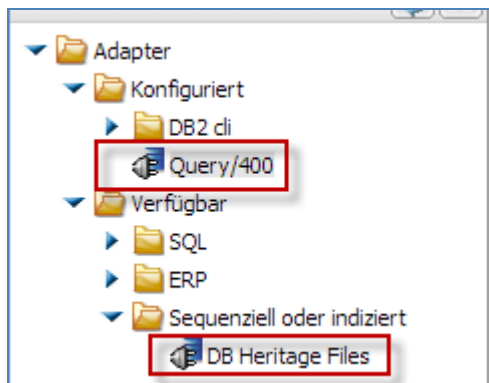 Adapter
Konfiguriert
DB2 cli
Query/400
Verfügbar
SQL
ERP
Sequenziell oder indiziert
DB Heritage Files